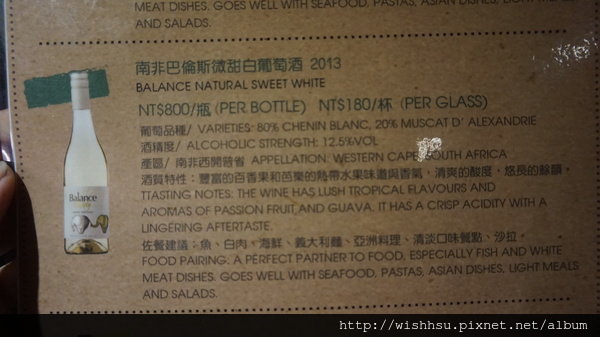 MEAT DISHES. GOES WELL WITH SEAFOOD, PASTAS, ASIAN DISHES, LIGHT MEALS
AND SALADS.
南非巴倫斯微甜白葡萄酒 2013
BALANCE NATURAL SWEET WHITE
NT$800/瓶 (PER BOTTLE) NT$180/杯 (PER GLASS)
葡萄品種/ VARIETIES: 80% CHENIN BLANC, 20% MUSCAT D' ALEXANDRIE
酒精度/ ALCOHOLIC STRENGTH: 12.5%VOL
產區/ 南非西開普省 APPELLATION: WESTERN CAPE, SOUTH AFRICA
酒質特性：豐富的百香果和芭樂的熱帶水果味道與香氣，清爽的酸度，悠長的餘韻。
TTASTING NOTES: THE WINE HAS LUSH TROPICAL FLAVOURS AND
AROMAS OF PASSION FRUIT AND GUAVA. IT HAS A CRISP ACIDITY WITH A
LINGERING AFTERTASTE.
佐餐建議：魚、白肉、海鮮、義大利麵、亞洲料理、清淡口味餐點、沙拉。
FOOD PAIRING. A PERFECT PARTNER TO FOOD. ESPECIALLY FISH AND WHITE
MEAT DISHES. GOES WELL WITH SEAFOOD, PASTAS, ASIAN DISHES, LIGHT MEALS
AND SALADS.
Balance
http://wishhsu.pixnet.net/album